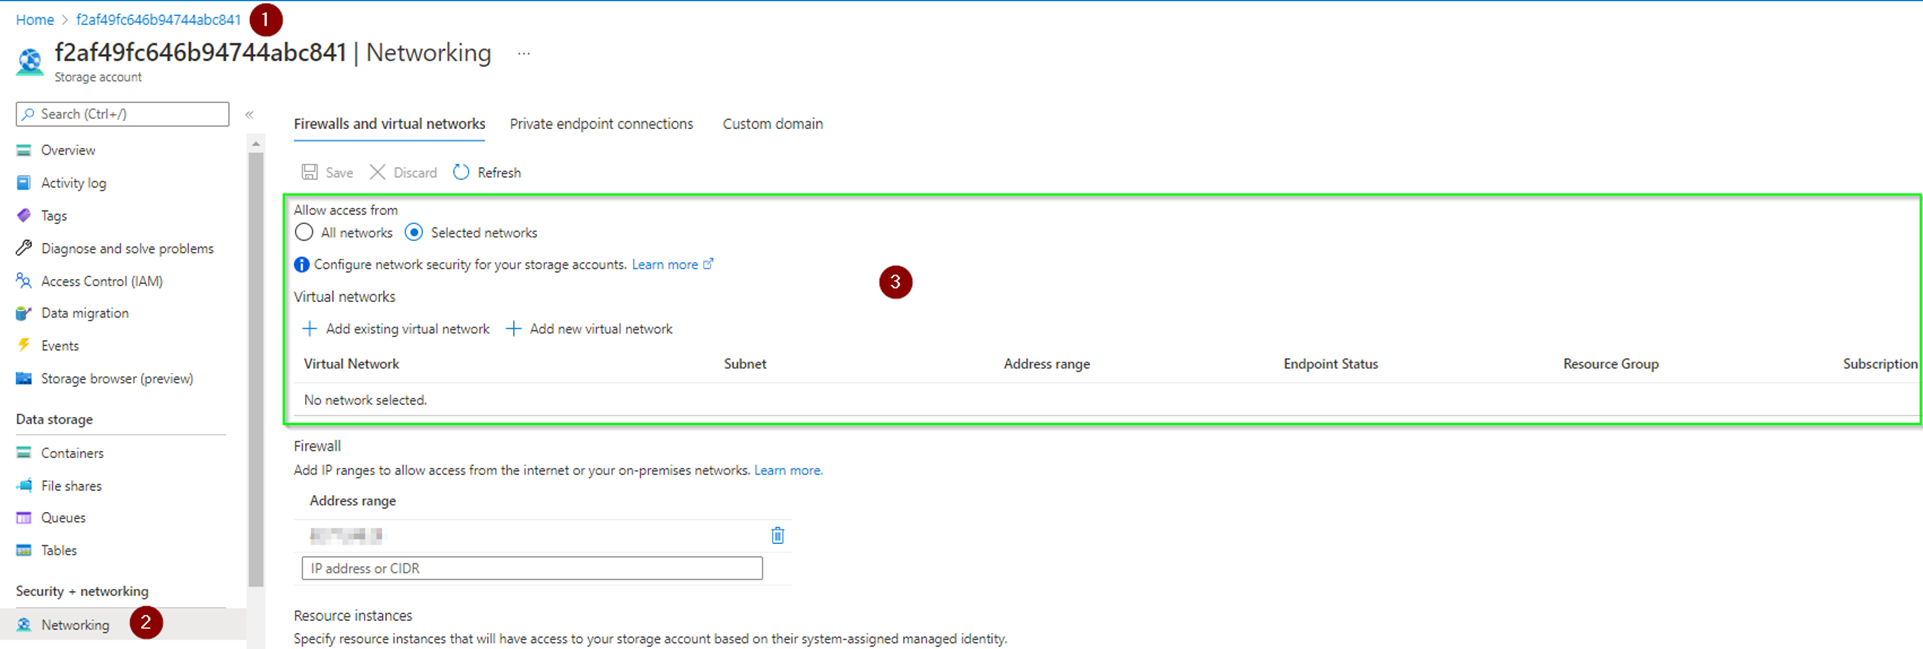 Home > f2af49fc646b94744abc841 1
f2af49fc646b94744abc841 | Networking ...
Storage account
Search (Ctrl+/) «
Overview
Activity log
Tags
Diagnose and solve problems
Access Control (IAM)
Data migration
Events
Storage browser (preview)
Data storage
Containers
File shares
Queues
Tables
Security + networking
Networking 2
Firewalls and virtual networks Private endpoint connections Custom domain
Save Discard Refresh
Allow access from
All networks Selected networks
Configure network security for your storage accounts. Learn more
3
Virtual networks
+ Add existing virtual network + Add new virtual network
Virtual Network Subnet Address range Endpoint Status Resource Group Subscription
No network selected.
Firewall
Add IP ranges to allow access from the internet or your on-premises networks. Learn more.
Address range
IP address or CIDR
Resource instances
Specify resource instances that will have access to your storage account based on their system-assigned managed identity.